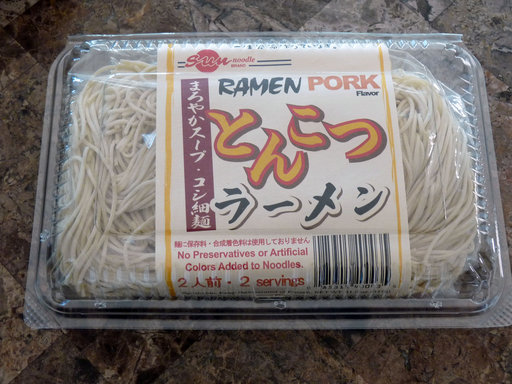 Sun noodle
BRAND
RAMEN PORK
Flavor
まろやかスープ・コシ細麺
とんこつ
ラーメン
麺に保存料・合成着色料は使用しておりません
No Preservatives or Artificial
Colors Added to Noodles.
2人前・2 servings